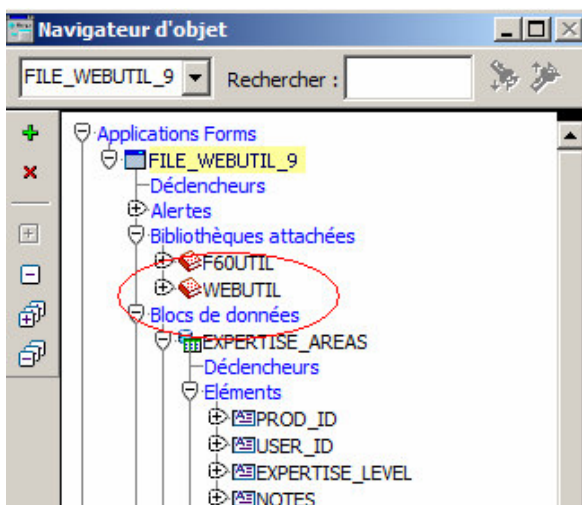 Navigateur d'objet
FILE_WEBUTIL_9 Rechercher :
Applications Forms
FILE_WEBUTIL_9
Déclencheurs
Alertes
Bibliothèques attachées
F60UTIL
WEBUTIL
Blocs de données
EXPERTISE_AREAS
Déclencheurs
Eléments
PROD_ID
USER_ID
EXPERTISE_LEVEL
NOTES